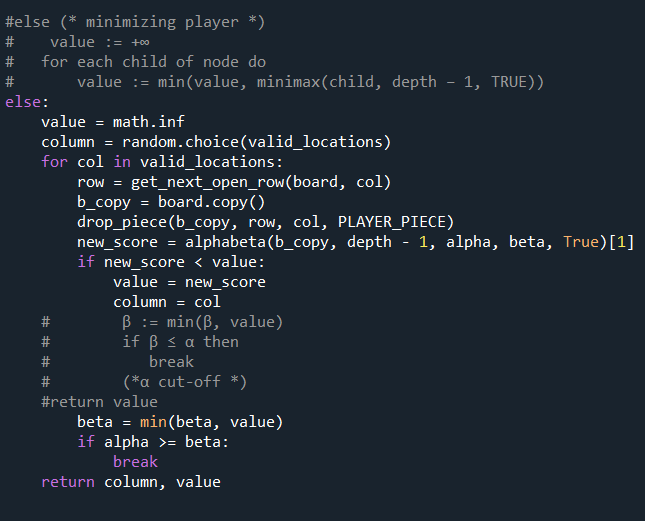 #else (* minimizing player *)
#    value := +∞
#   for each child of node do
#       value := min(value, minimax(child, depth − 1, TRUE))
else:
    value = math.inf
    column = random.choice(valid_locations)
    for col in valid_locations:
        row = get_next_open_row(board, col)
        b_copy = board.copy()
        drop_piece(b_copy, row, col, PLAYER_PIECE)
        new_score = alphabeta(b_copy, depth - 1, alpha, beta, True)[1]
        if new_score < value:
            value = new_score
            column = col
    #        β := min(β, value)
    #        if β ≤ α then
    #           break
    #        (*α cut-off *)
    #return value
        beta = min(beta, value)
        if alpha >= beta:
            break
    return column, value